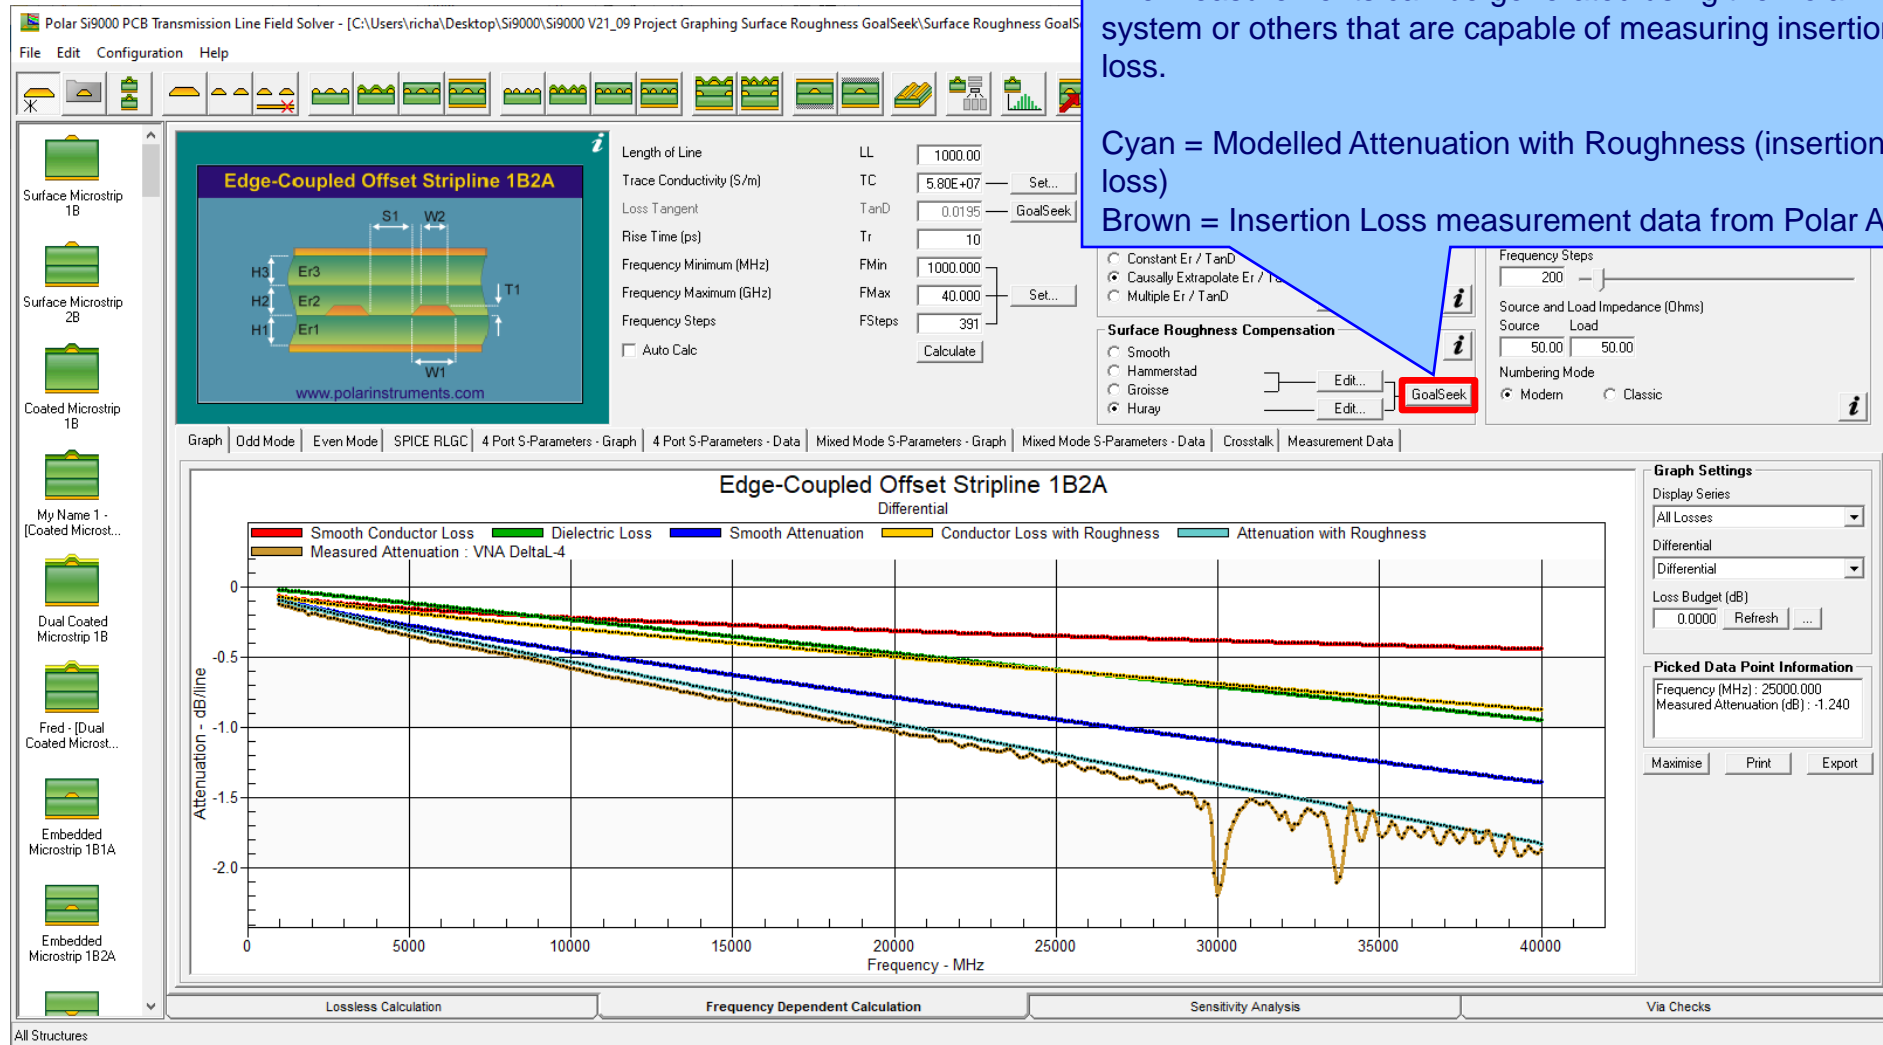 Polar Si9000 PCB Transmission Line Field Solver - [C:\Users\richa\Desktop\Si9000\Si9000 V21_09 Project Graphing Surface Roughness GoalSeek\Surface Roughness GoalS
File Edit Configuration Help
system or others that are capable of measuring insertion
loss.
Cyan = Modelled Attenuation with Roughness (insertion
loss)
Brown = Insertion Loss measurement data from Polar A
Surface Microstrip
1B
Surface Microstrip
2B
Coated Microstrip
1B
My Name 1 -
[Coated Microst...
Dual Coated
Microstrip 1B
Fred - [Dual
Coated Microst...
Embedded
Microstrip 1B1A
Embedded
Microstrip 1B2A
i
Edge-Coupled Offset Stripline 1B2A
S1 W2
H3 Er3
H2 Er2 T1
H1 Er1
W1
www.polarinstruments.com
Length of Line LL 1000.00
Trace Conductivity (S/m) TC 5.80E+07 Set...
Loss Tangent TanD 0.0195 GoalSeek
Rise Time (ps) Tr 10
Frequency Minimum (MHz) FMin 1000.000
Frequency Maximum (GHz) FMax 40.000 Set...
Frequency Steps FSteps 391
Auto Calc Calculate
Constant Er / TanD
Causally Extrapolate Er / T
Multiple Er / TanD
i
Surface Roughness Compensation
Smooth i
Hammerstad
Groisse Edit...
Huray Edit...
GoalSeek
Frequency Steps
200
Source and Load Impedance (Ohms)
Source Load
50.00 50.00
Numbering Mode
Modern Classic
i
Graph Odd Mode Even Mode SPICE RLGC 4 Port S-Parameters - Graph 4 Port S-Parameters - Data Mixed Mode S-Parameters - Graph Mixed Mode S-Parameters - Data Crosstalk Measurement Data
Edge-Coupled Offset Stripline 1B2A
Differential
Smooth Conductor Loss Dielectric Loss Smooth Attenuation Conductor Loss with Roughness Attenuation with Roughness
Measured Attenuation : VNA DeltaL-4
Attenuation - dB/line
0
-0.5
-1.0
-1.5
-2.0
0 5000 10000 15000 20000 25000 30000 35000 40000
Frequency - MHz
Graph Settings
Display Series
All Losses
Differential
Differential
Loss Budget (dB)
0.0000 Refresh ...
Picked Data Point Information
Frequency (MHz) : 25000.000
Measured Attenuation (dB) : -1.240
Maximise Print Export
Lossless Calculation Frequency Dependent Calculation Sensitivity Analysis Via Checks
All Structures